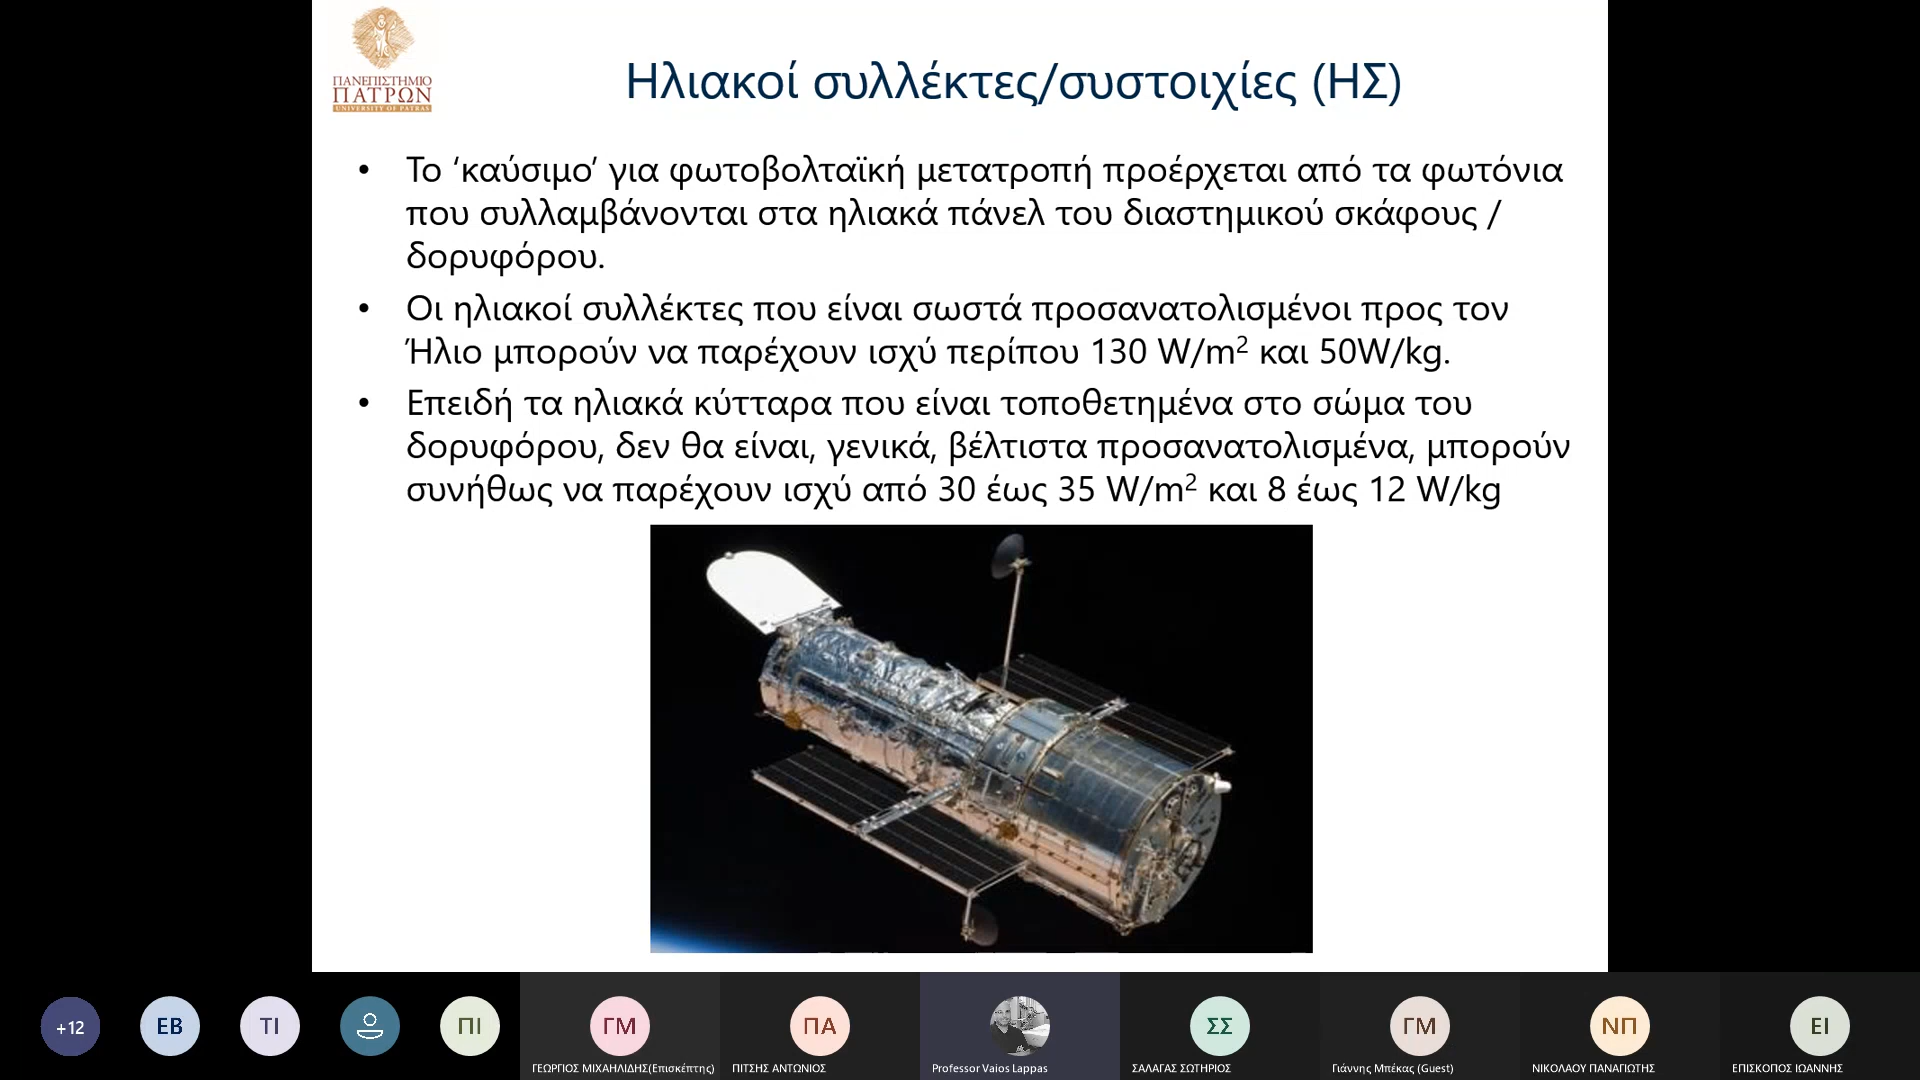 ΠΑΝΕΠΙΣΤΗΜΙΟ
ΠΑΤΡΩΝ
UNIVERSITY OF PATRAS
Ηλιακοί συλλέκτες/συστοιχίες (ΗΣ)
• Το ‘καύσιμο’ για φωτοβολταϊκή μετατροπή προέρχεται από τα φωτόνια
που συλλαμβάνονται στα ηλιακά πάνελ του διαστημικού σκάφους /
δορυφόρου.
• Οι ηλιακοί συλλέκτες που είναι σωστά προσανατολισμένοι προς τον
Ήλιο μπορούν να παρέχουν ισχύ περίπου 130 W/m² και 50W/kg.
• Επειδή τα ηλιακά κύτταρα που είναι τοποθετημένα στο σώμα του
δορυφόρου, δεν θα είναι, γενικά, βέλτιστα προσανατολισμένα, μπορούν
συνήθως να παρέχουν ισχύ από 30 έως 35 W/m² και 8 έως 12 W/kg
+12
ΕΒ
ΤΙ
ΠΙ
ΓΜ
ΠΑ
ΣΣ
ΓΜ
ΝΠ
ΕΙ
ΓΕΩΡΓΙΟΣ ΜΙΧΑΗΛΙΔΗΣ(Επισκέπτης)
ΠΙΤΣΗΣ ΑΝΤΩΝΙΟΣ
Professor Vaios Lappas
ΣΑΛΑΓΑΣ ΣΩΤΗΡΙΟΣ
Γιάννης Μπέκας (Guest)
ΝΙΚΟΛΑΟΥ ΠΑΝΑΓΙΩΤΗΣ
ΕΠΙΣΚΟΠΟΣ ΙΩΑΝΝΗΣ